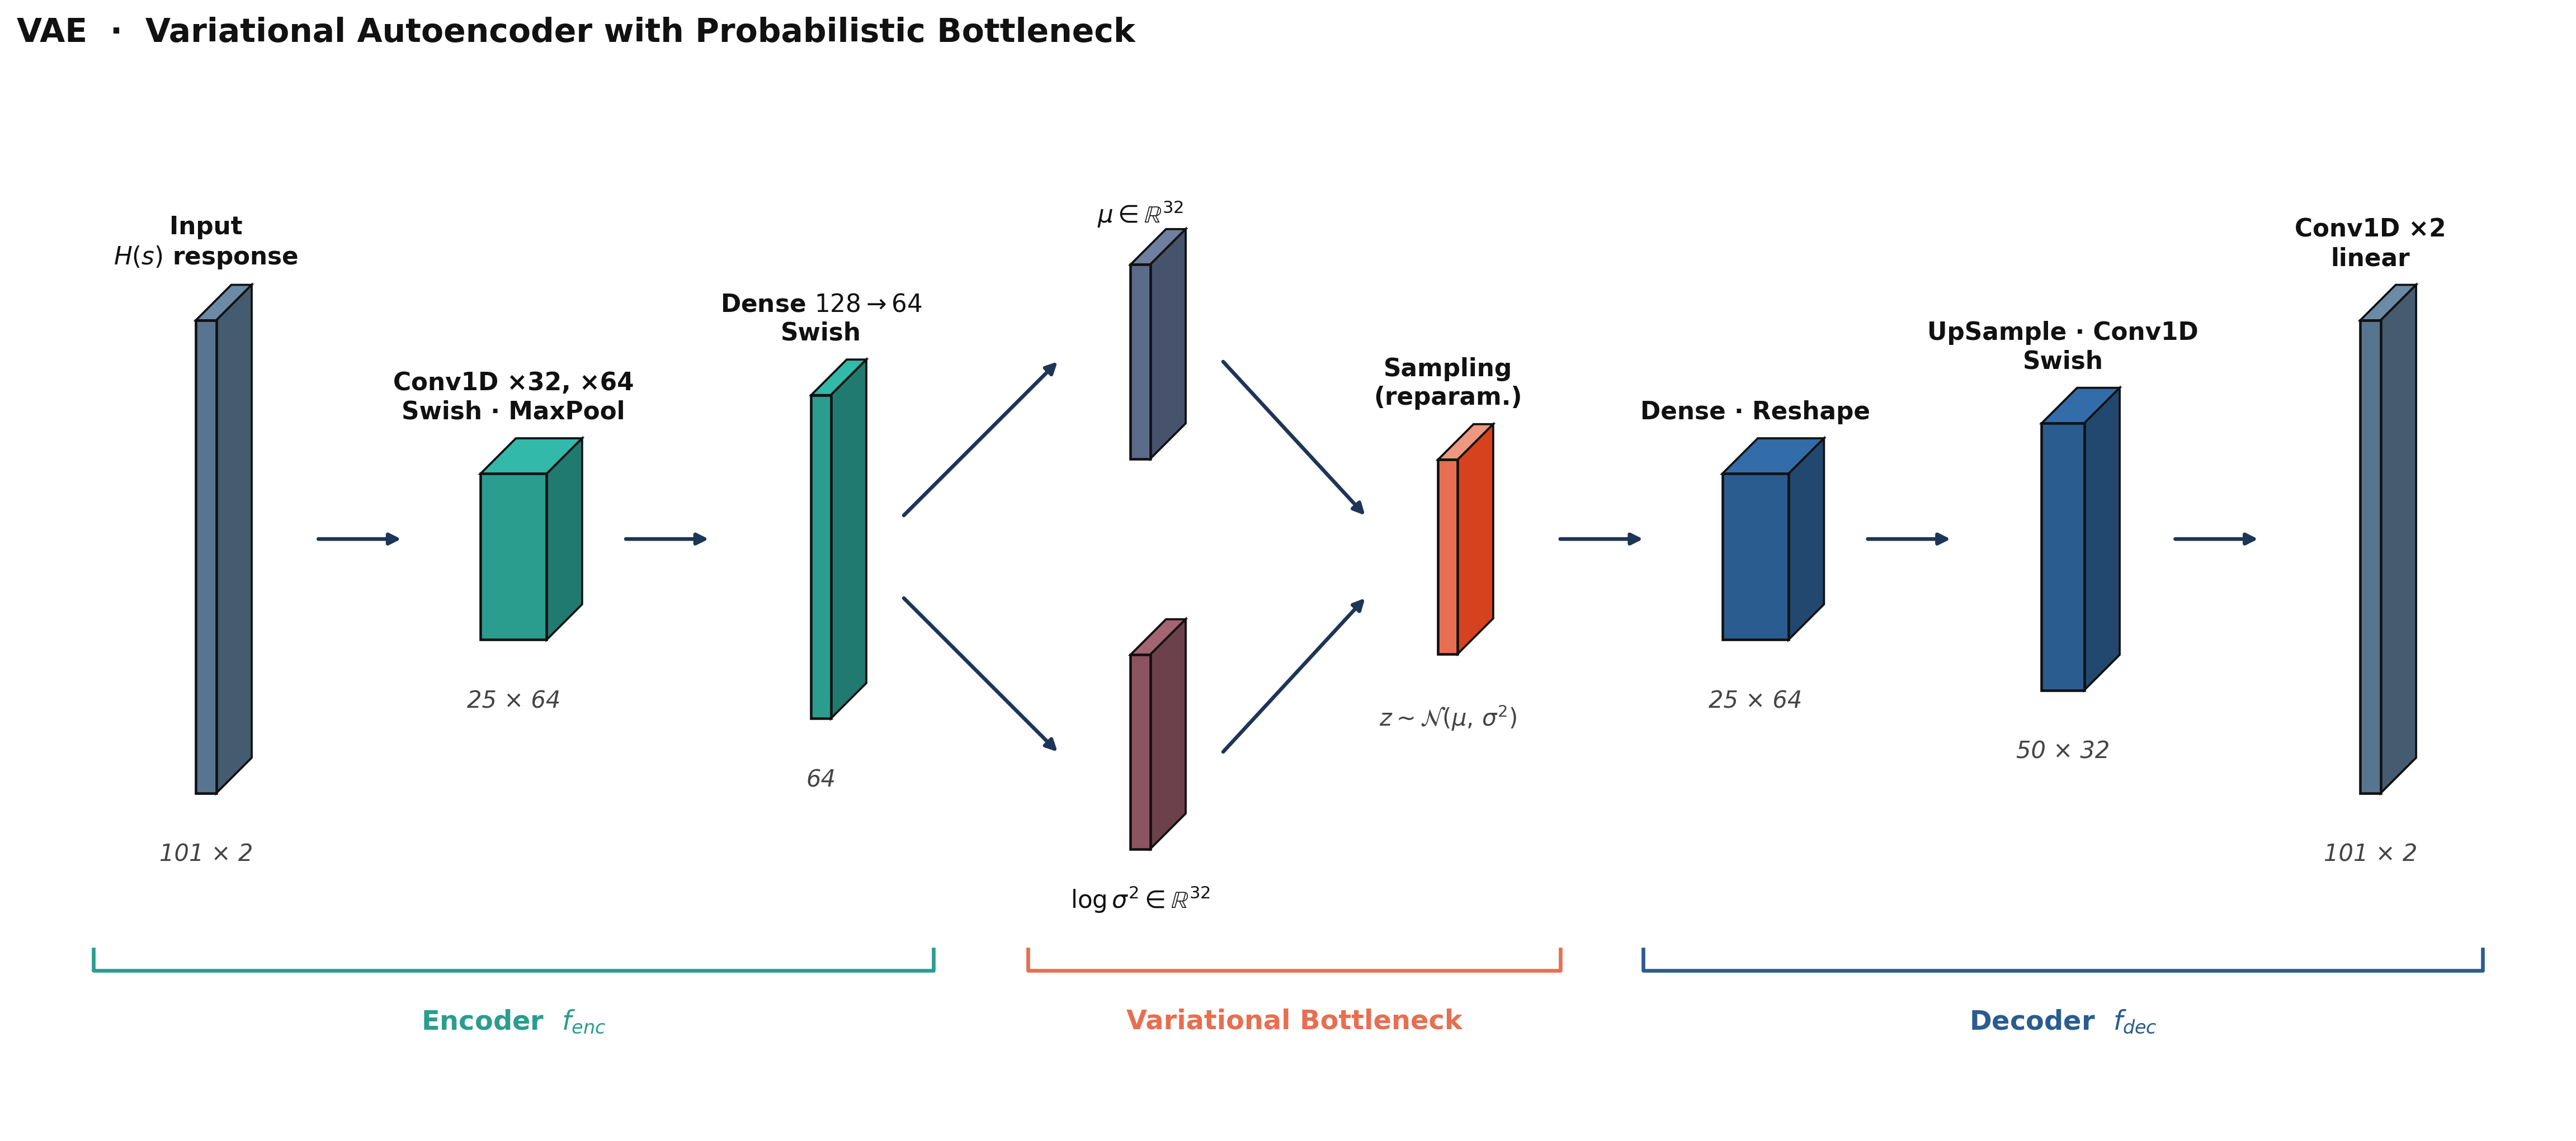 VAE · Variational Autoencoder with Probabilistic Bottleneck
Input
H(s) response
101 × 2
Conv1D ×32, ×64
Swish · MaxPool
25 × 64
Dense 128→64
Swish
64
μ ∈ ℝ³²
log σ² ∈ ℝ³²
Sampling
(reparam.)
z ~ 𝒩(μ, σ²)
Dense · Reshape
25 × 64
UpSample · Conv1D
Swish
50 × 32
Conv1D ×2
linear
101 × 2
Encoder f_enc
Variational Bottleneck
Decoder f_dec